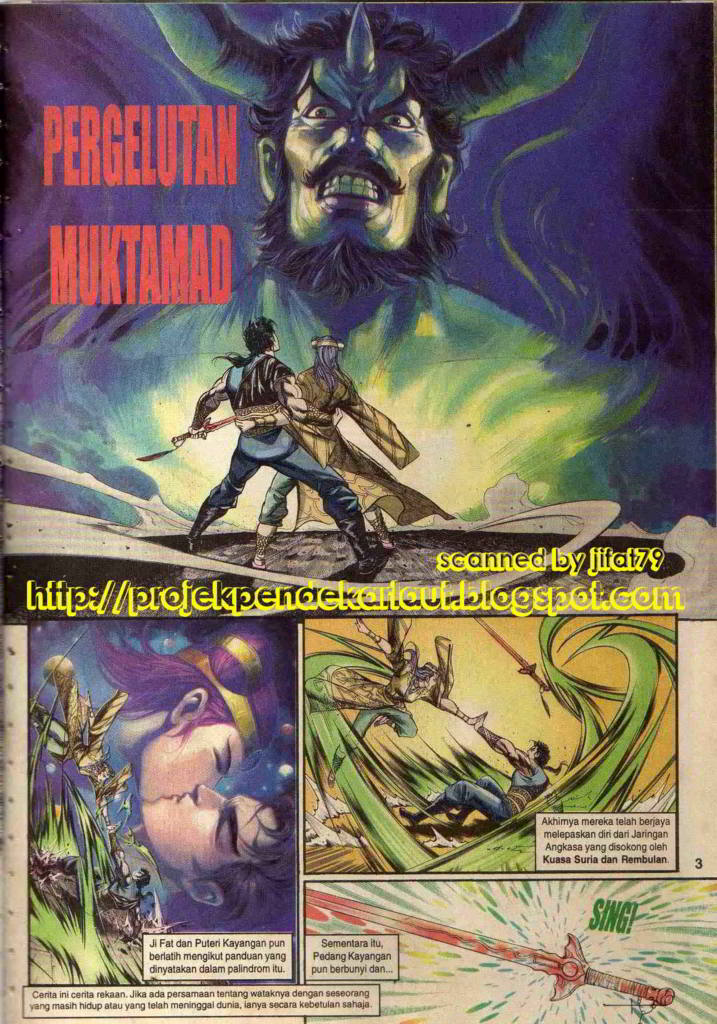 PERGELUTAN
MUKTAMAD
scanned by jifat79
http://projekpendekarlaut.blogspot.com
Akhirnya mereka telah berjaya
melepaskan diri dari Jaringan
Angkasa yang disokong oleh
Kuasa Suria dan Rembulan.
3
Ji Fat dan Puteri Kayangan pun
berlatih mengikut panduan yang
dinyatakan dalam palindrom itu.
Sementara itu,
Pedang Kayangan
pun berbunyi dan...
SING!
Cerita ini cerita rekaan. Jika ada persamaan tentang wataknya dengan seseorang
yang masih hidup atau yang telah meninggal dunia, ianya secara kebetulan sahaja.